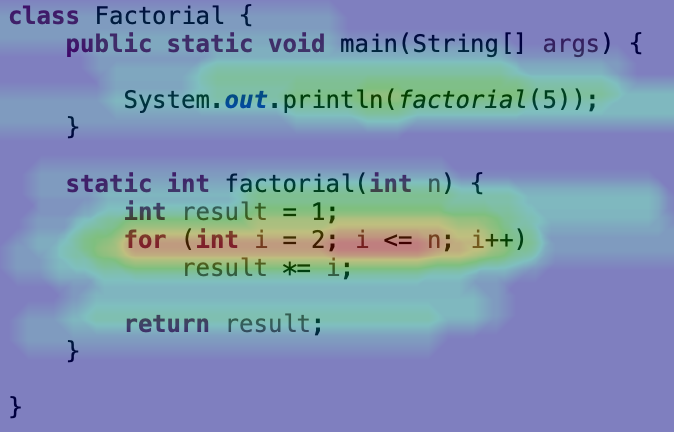 class Factorial {
    public static void main(String[] args) {
        System.out.println(factorial(5));
    }
    static int factorial(int n) {
        int result = 1;
        for (int i = 2; i <= n; i++)
            result *= i;
        return result;
    }
}